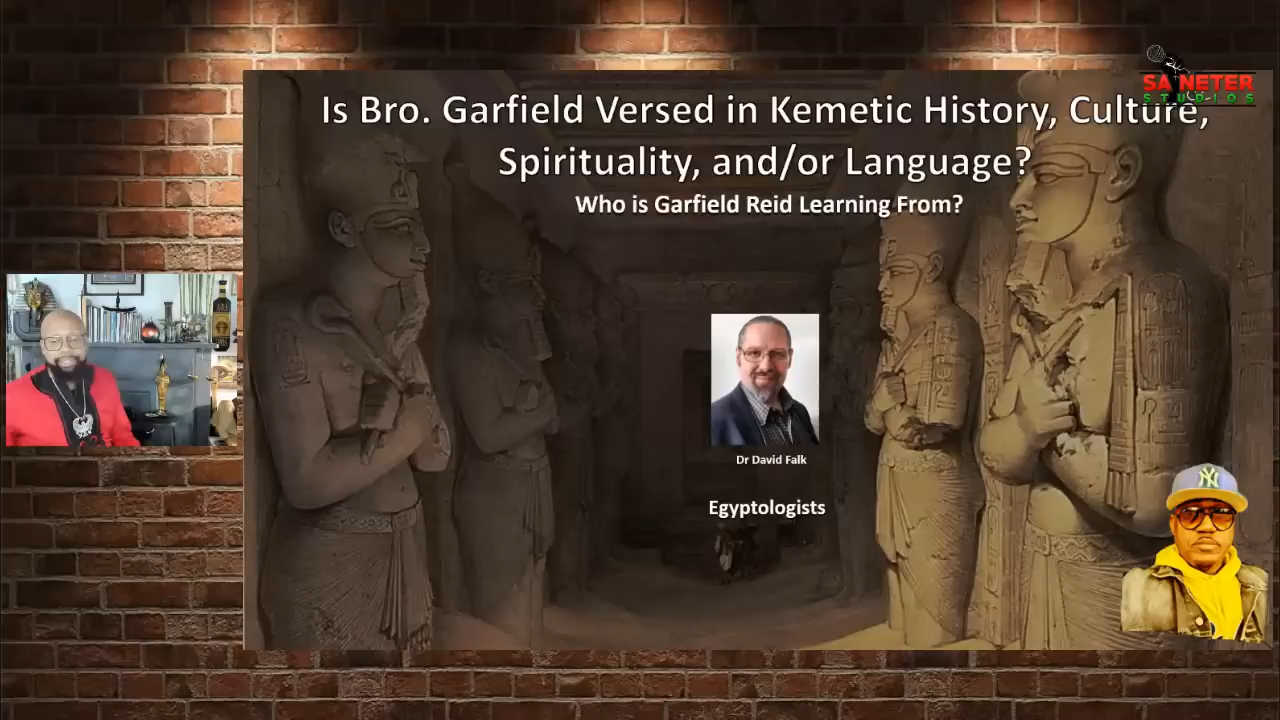 SA NETER
STUDIOS
Is Bro. Garfield Versed in Kemetic History, Culture,
Spirituality, and/or Language?
Who is Garfield Reid Learning From?
Dr David Falk
Egyptologists
NY